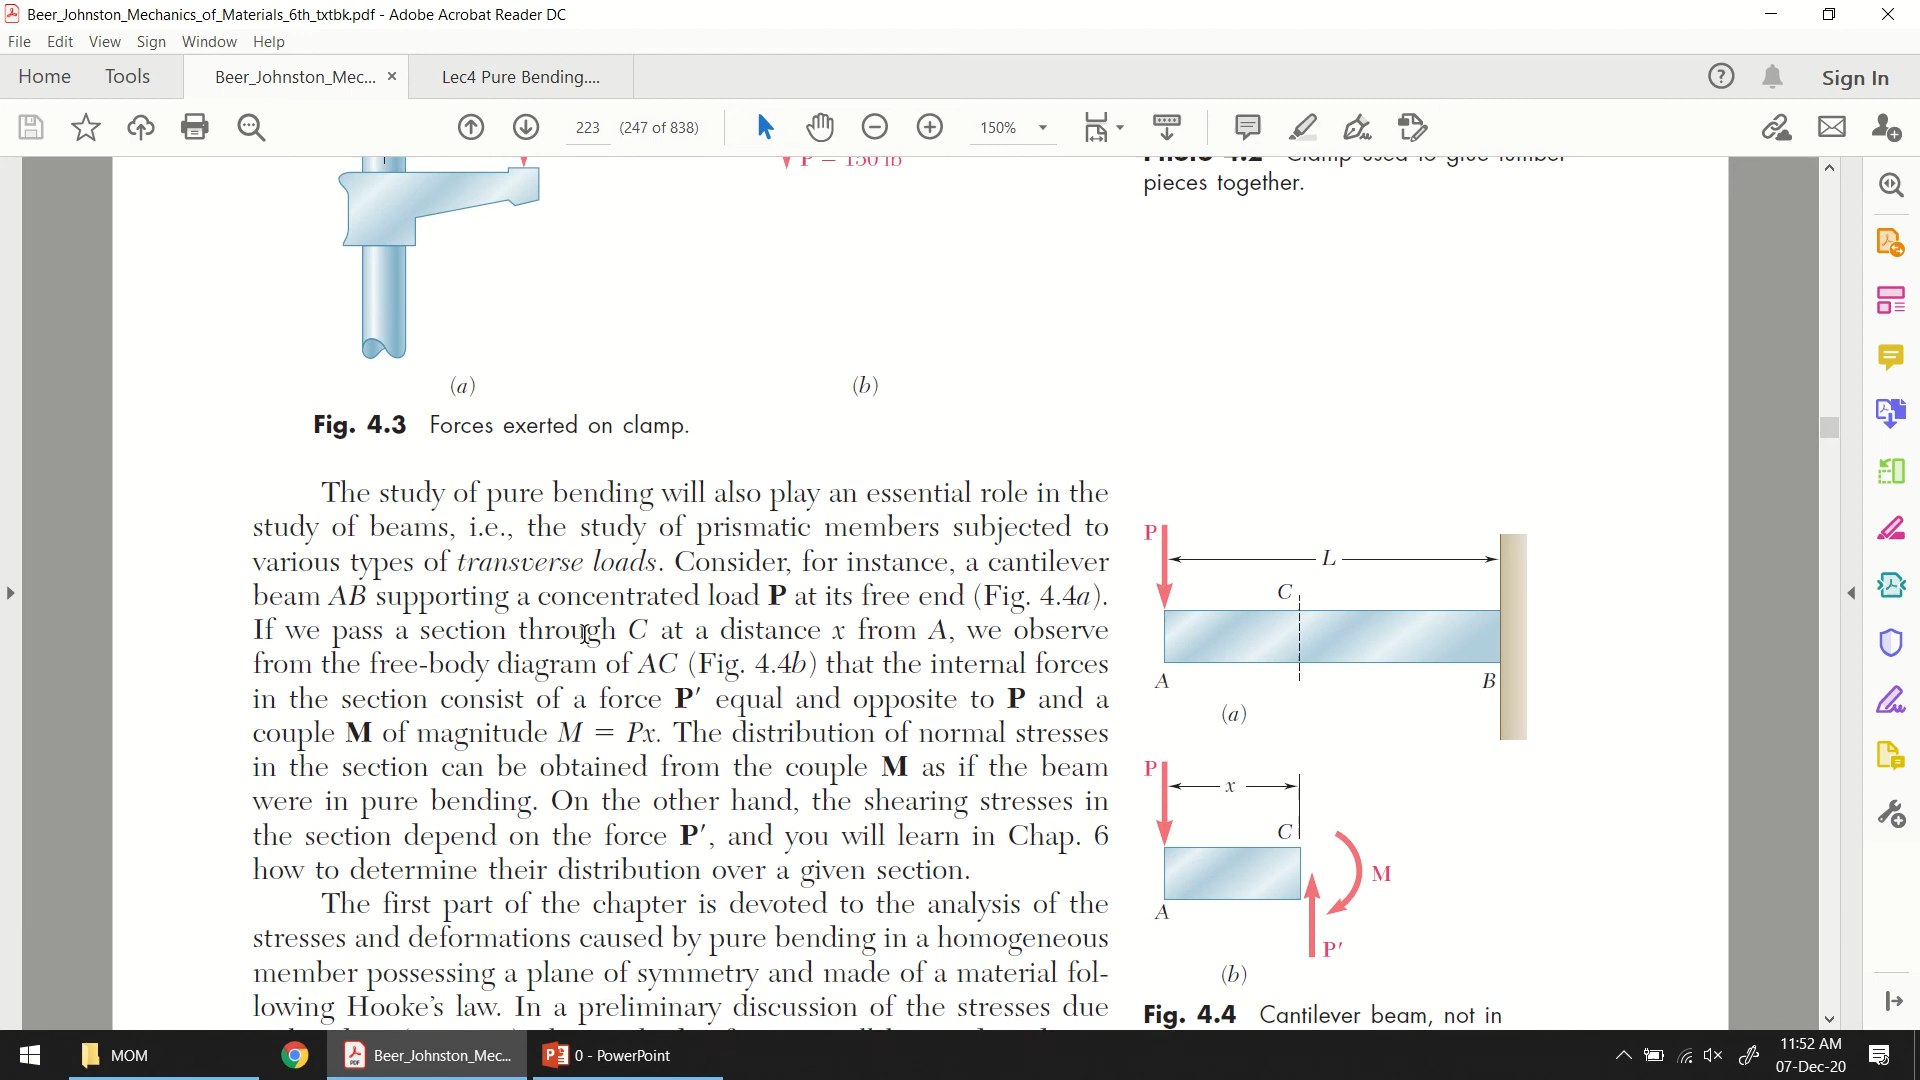 Beer_Johnston_Mechanics_of_Materials_6th_txtbk.pdf - Adobe Acrobat Reader DC
File Edit View Sign Window Help
Home Tools Beer_Johnston_Mec... × Lec4 Pure Bending.... Sign In
223 (247 of 838) 150%
P = 150 lb
Photo 4.2 Clamp used to glue lumber
pieces together.
(a) (b)
Fig. 4.3 Forces exerted on clamp.
The study of pure bending will also play an essential role in the
study of beams, i.e., the study of prismatic members subjected to
various types of transverse loads. Consider, for instance, a cantilever
beam AB supporting a concentrated load P at its free end (Fig. 4.4a).
If we pass a section through C at a distance x from A, we observe
from the free-body diagram of AC (Fig. 4.4b) that the internal forces
in the section consist of a force P′ equal and opposite to P and a
couple M of magnitude M = Px. The distribution of normal stresses
in the section can be obtained from the couple M as if the beam
were in pure bending. On the other hand, the shearing stresses in
the section depend on the force P′, and you will learn in Chap. 6
how to determine their distribution over a given section.
The first part of the chapter is devoted to the analysis of the
stresses and deformations caused by pure bending in a homogeneous
member possessing a plane of symmetry and made of a material fol-
lowing Hooke's law. In a preliminary discussion of the stresses due
P
L
C
A B
(a)
P
x
C
M
A
P′
(b)
Fig. 4.4 Cantilever beam, not in
MOM Beer_Johnston_Mec... 0 - PowerPoint
11:52 AM
07-Dec-20